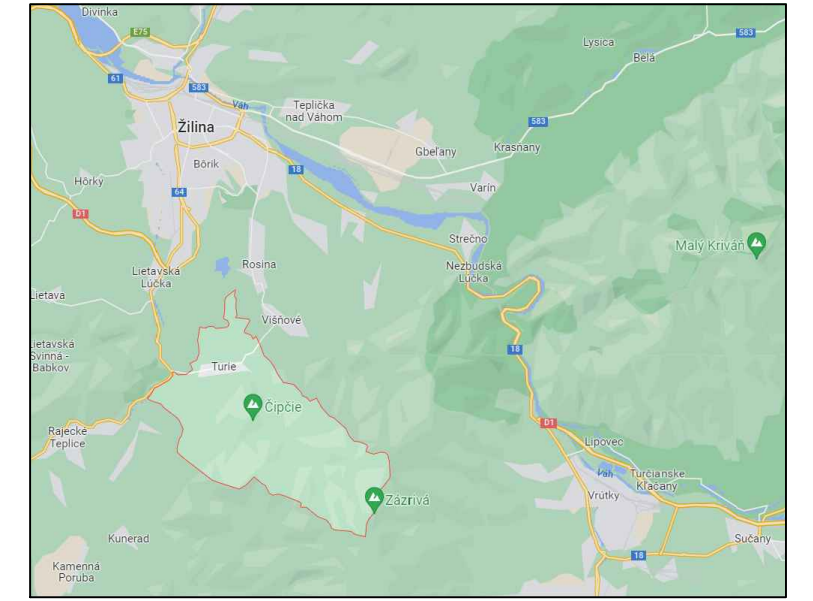 Divinka
E75
583
Lysica
Belá
61
583
Váh
Teplička
nad Váhom
583
Žilina
Gbeľany
Krasňany
Bôrik
18
Hôrky
64
Varín
D1
Strečno
Malý Kriváň
Rosina
Nezbudská
Lúčka
Lietavská
Lúčka
Lietava
Višňové
Lietavská
Svinná -
Babkov
18
Turie
Čipčie
D1
Rajecké
Teplice
Lipovec
Váh
Turčianske
Kľačany
Vrútky
Zázrivá
Kunerad
Sučany
18
Kamenná
Poruba